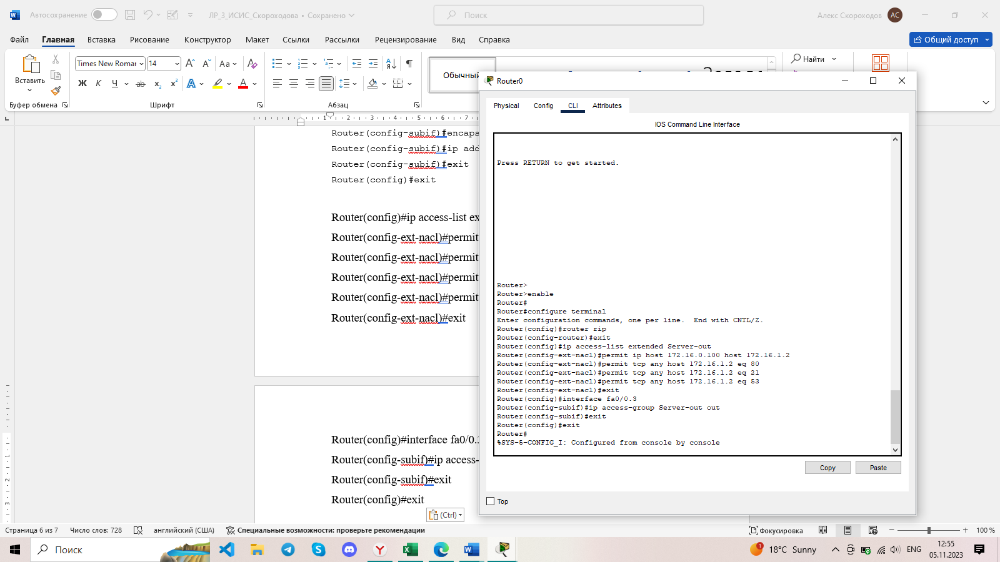 Автосохранение
ЛР_3_ИСИС_Скороходова • Сохранено
Поиск
Алекс Скороходов
АС
Файл
Главная
Вставка
Рисование
Конструктор
Макет
Ссылки
Рассылки
Рецензирование
Вид
Справка
Общий доступ
Вставить
Times New Roman
14
Обычный
Найти
Буфер обмена
Шрифт
Абзац
Router(config-subif)#encaps
Router(config-subif)#ip add
Router(config-subif)#exit
Router(config)#exit
Router(config)#ip access-list ex
Router(config-ext-nacl)#permit
Router(config-ext-nacl)#permit
Router(config-ext-nacl)#permit
Router(config-ext-nacl)#permit
Router(config-ext-nacl)#exit
Router(config)#interface fa0/0.3
Router(config-subif)#ip access-
Router(config-subif)#exit
Router(config)#exit
(Ctrl)
Router0
Physical
Config
CLI
Attributes
IOS Command Line Interface
Press RETURN to get started.
Router>
Router>enable
Router#
Router#configure terminal
Enter configuration commands, one per line.  End with CNTL/Z.
Router(config)#router rip
Router(config-router)#exit
Router(config)#ip access-list extended Server-out
Router(config-ext-nacl)#permit ip host 172.16.0.100 host 172.16.1.2
Router(config-ext-nacl)#permit tcp any host 172.16.1.2 eq 80
Router(config-ext-nacl)#permit tcp any host 172.16.1.2 eq 21
Router(config-ext-nacl)#permit tcp any host 172.16.1.2 eq 53
Router(config-ext-nacl)#exit
Router(config)#interface fa0/0.3
Router(config-subif)#ip access-group Server-out out
Router(config-subif)#exit
Router(config)#exit
Router#
%SYS-5-CONFIG_I: Configured from console by console
Copy
Paste
Top
Страница 6 из 7
Число слов: 728
английский (США)
Специальные возможности: проверьте рекомендации
Фокусировка
100 %
Поиск
18°C Sunny
ENG
12:55
05.11.2023